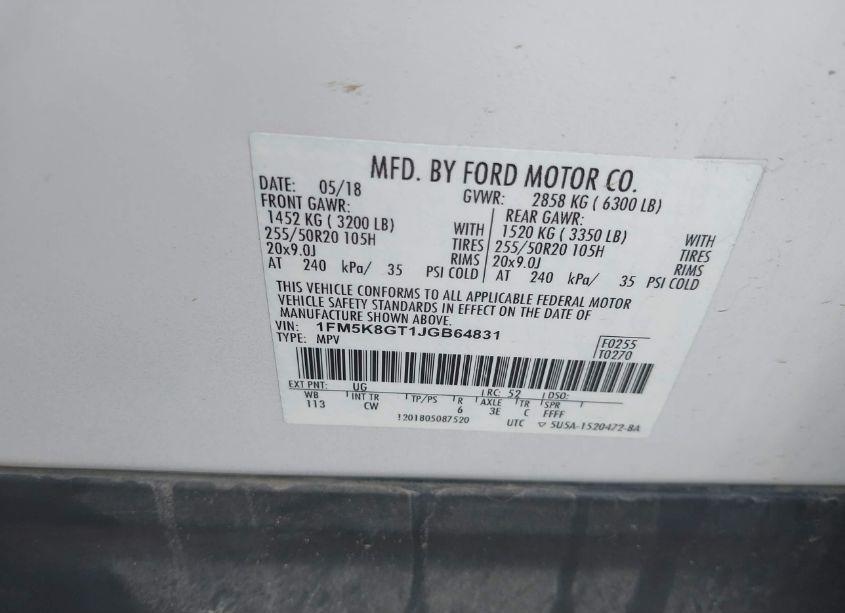 MFD. BY FORD MOTOR CO.
DATE: 05/18 GVWR: 2858 KG ( 6300 LB)
FRONT GAWR: REAR GAWR:
1452 KG ( 3200 LB) WITH 1520 KG ( 3350 LB) WITH
255/50R20 105H TIRES 255/50R20 105H TIRES
20x9.0J RIMS 20x9.0J RIMS
AT 240 kPa/ 35 PSI COLD AT 240 kPa/ 35 PSI COLD
THIS VEHICLE CONFORMS TO ALL APPLICABLE FEDERAL MOTOR
VEHICLE SAFETY STANDARDS IN EFFECT ON THE DATE OF
MANUFACTURE SHOWN ABOVE.
VIN: 1FM5K8GT1JGB64831 F0255
TYPE: MPV T0270
EXT PNT: UG RC: 52 DSO:
WB INT TR TP/PS R AXLE TR SPR
113 CW 6 3E C FFFF
1201805087520 UTC ▽ 5USA-1520472-BA